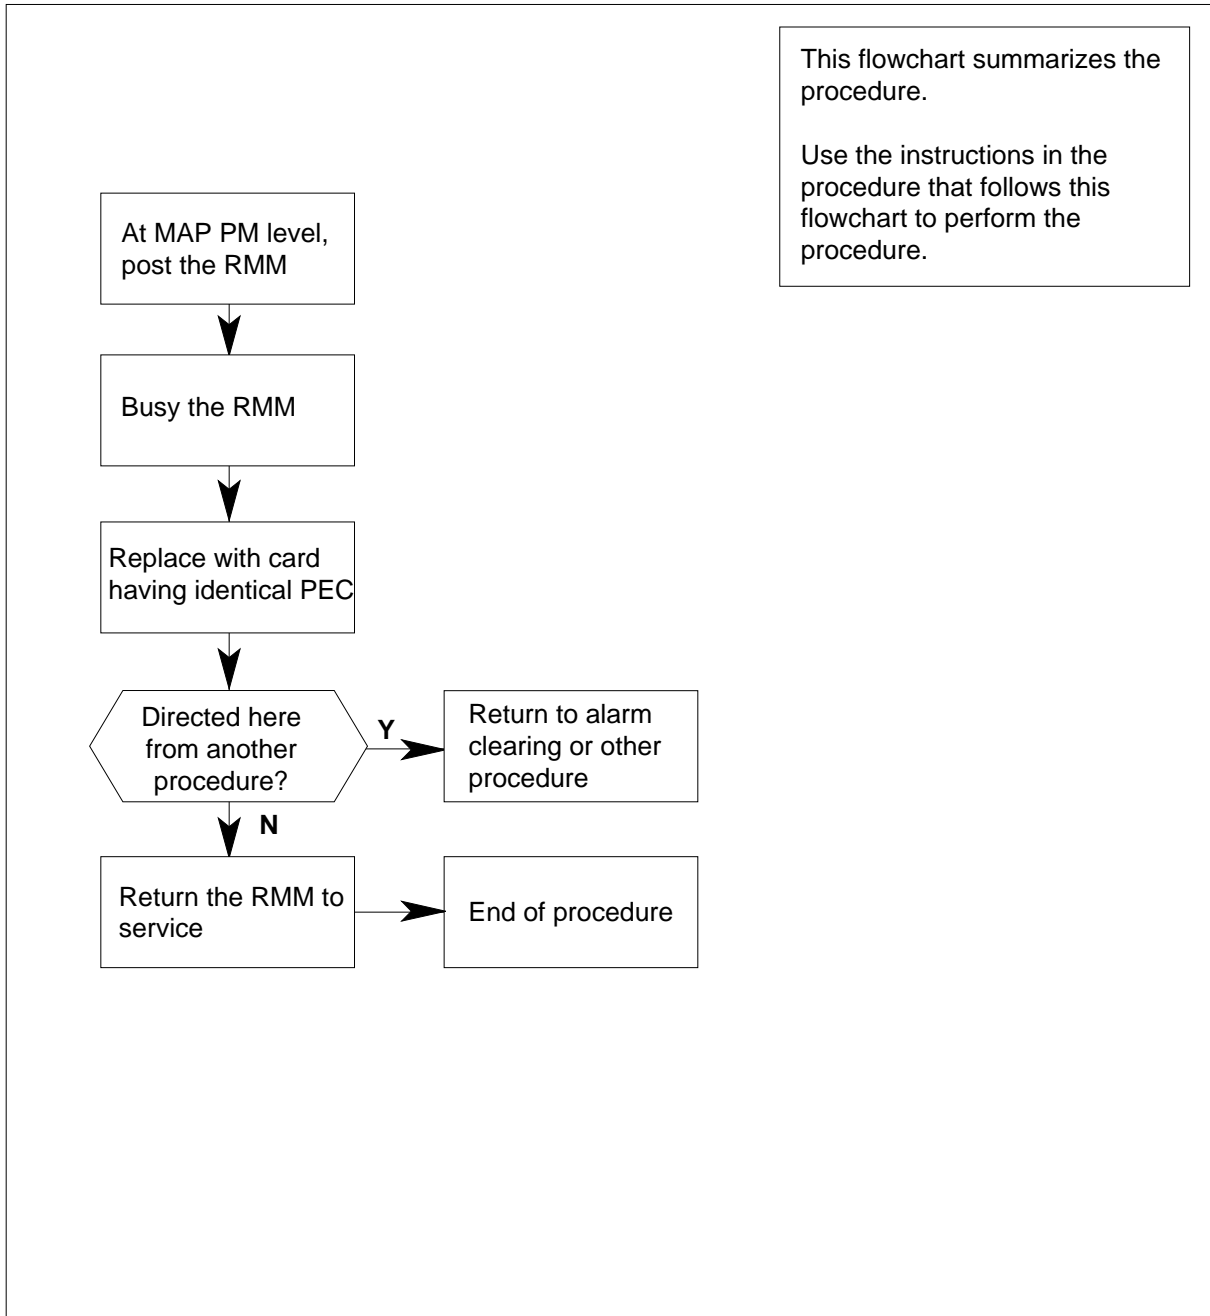 This flowchart summarizes the
procedure.
Use the instructions in the
procedure that follows this
flowchart to perform the
procedure.
At MAP PM level,
post the RMM
Busy the RMM
Replace with card
having identical PEC
Directed here
from another
procedure?
Y
Return to alarm
clearing or other
procedure
N
Return the RMM to
service
End of procedure